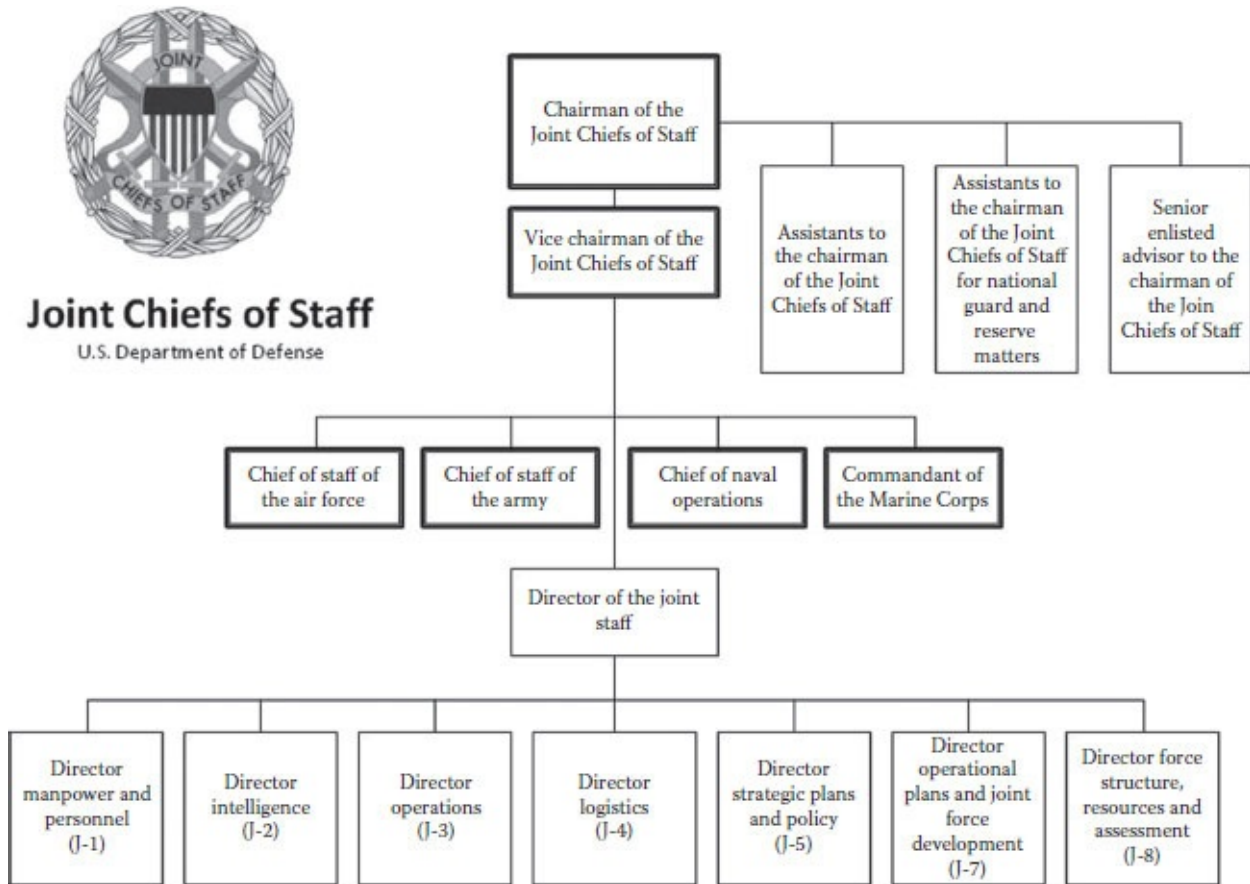 JOINT
CHIEFS OF STAFF
Joint Chiefs of Staff
U.S. Department of Defense
Chairman of the
Joint Chiefs of Staff
Vice chairman of the
Joint Chiefs of Staff
Assistants to
the chairman
of the Joint
Chiefs of Staff
Assistants to
the chairman
of the Joint
Chiefs of Staff
for national
guard and
reserve
matters
Senior
enlisted
advisor to the
chairman of
the Join
Chiefs of Staff
Chief of staff of
the air force
Chief of staff of
the army
Chief of naval
operations
Commandant of
the Marine Corps
Director of the joint
staff
Director
manpower and
personnel
(J-1)
Director
intelligence
(J-2)
Director
operations
(J-3)
Director
logistics
(J-4)
Director
strategic plans
and policy
(J-5)
Director
operational
plans and joint
force
development
(J-7)
Director force
structure,
resources and
assessment
(J-8)